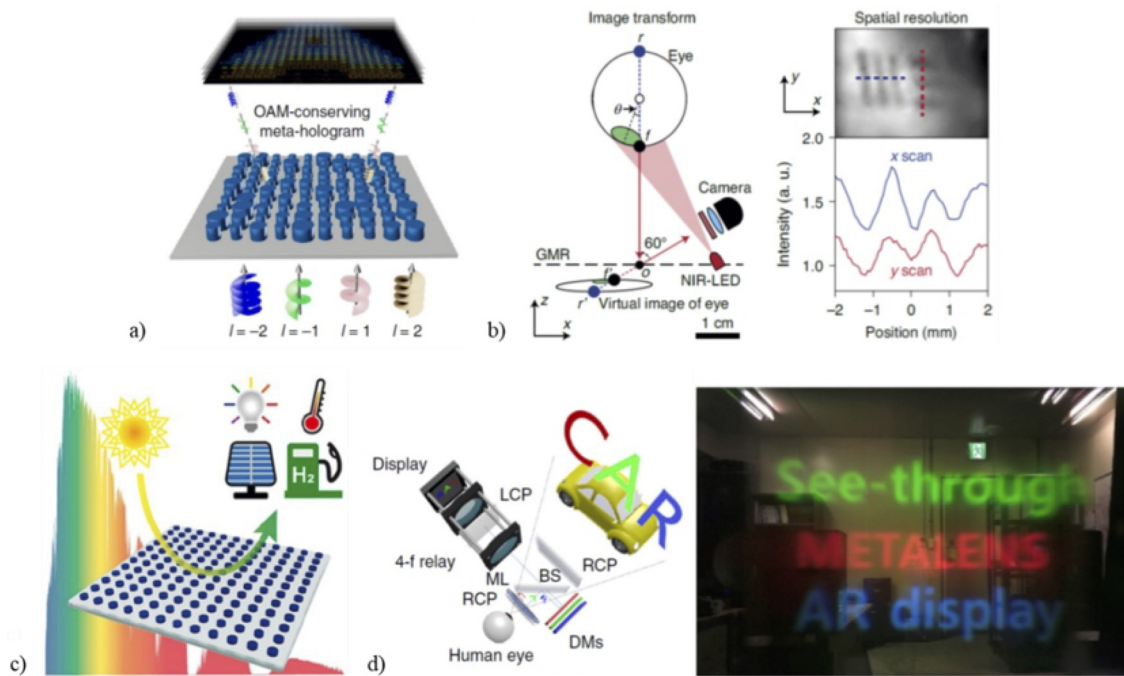 OAM-conserving
meta-hologram
l = −2
l = −1
l = 1
l = 2
a)
Image transform
r
Eye
θ
f
Camera
60°
GMR
o
NIR-LED
f′
r′
Virtual image of eye
z
x
1 cm
b)
Spatial resolution
y
x
2.0
x scan
1.5
y scan
1.0
Intensity (a. u.)
−2
−1
0
1
2
Position (mm)
H2
c)
Display
LCP
4-f relay
ML
BS
RCP
RCP
DMs
Human eye
CAR
d)
See-through
METALENS
AR display